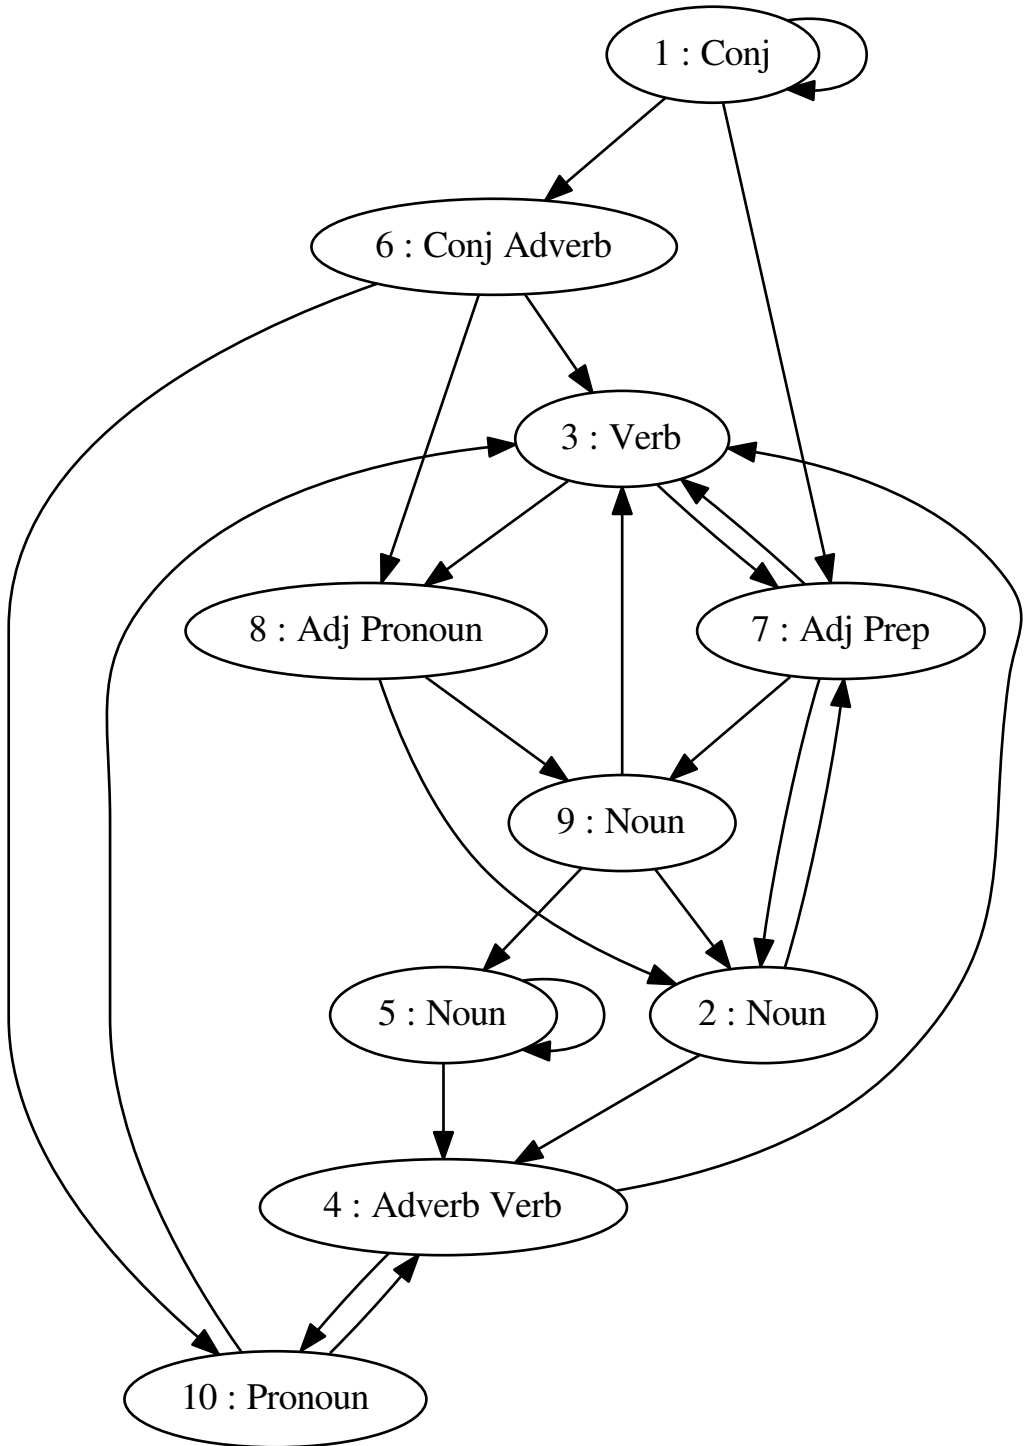 1 : Conj
6 : Conj Adverb
3 : Verb
8 : Adj Pronoun
7 : Adj Prep
9 : Noun
5 : Noun
2 : Noun
4 : Adverb Verb
10 : Pronoun